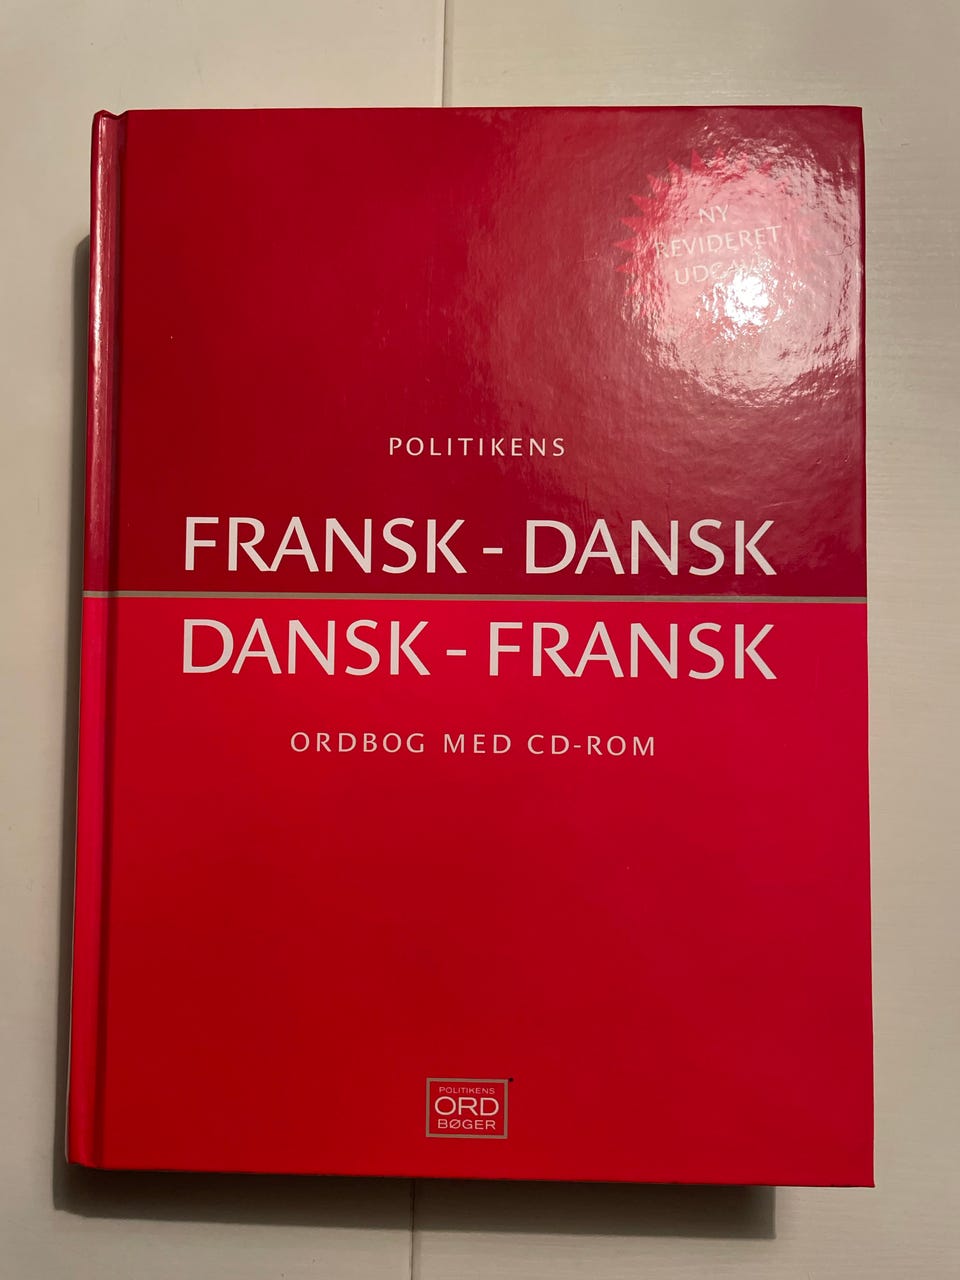 NY
REVIDERET
POLITIKENS
FRANSK - DANSK
DANSK - FRANSK
ORDBOG MED CD-ROM
POLITIKENS
ORD
BØGER